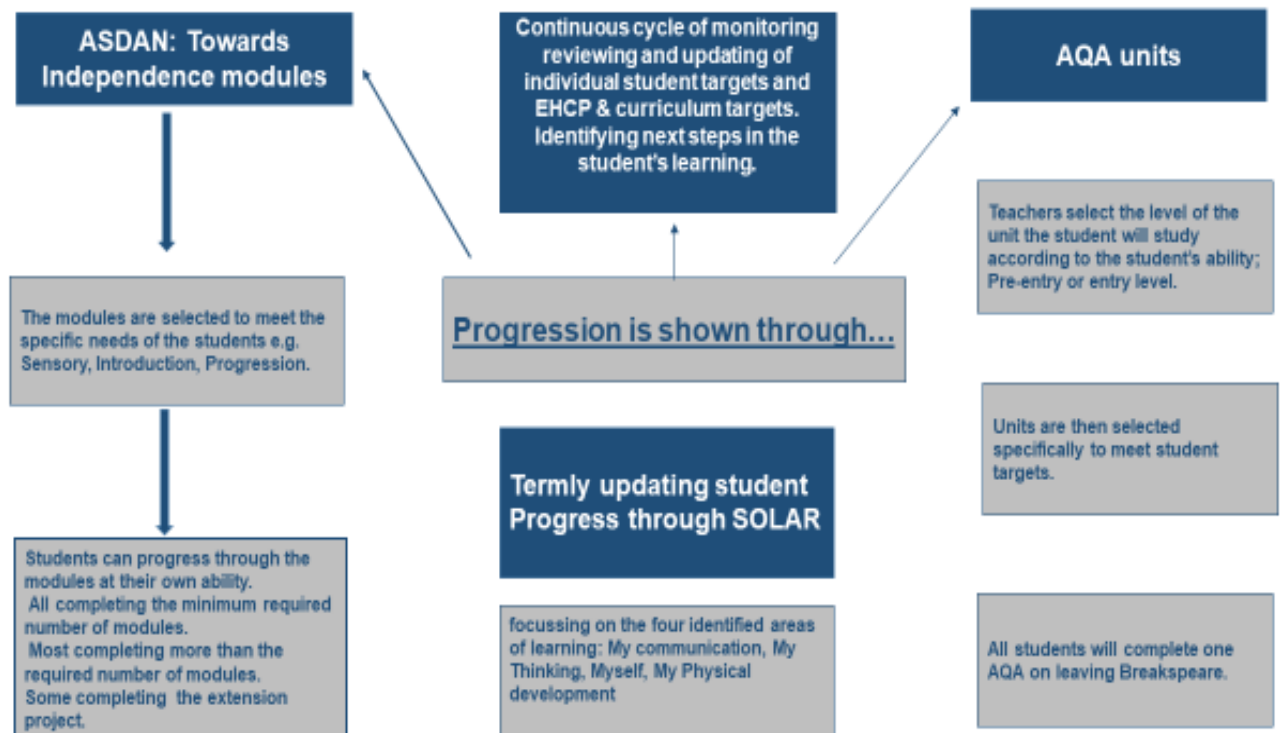 ASDAN: Towards
Independence modules
The modules are selected to meet the
specific needs of the students e.g.
Sensory, Introduction, Progression.
Students can progress through the
modules at their own ability.
All completing the minimum required
number of modules.
Most completing more than the
required number of modules.
Some completing the extension
project.
Continuous cycle of monitoring
reviewing and updating of
individual student targets and
EHCP & curriculum targets.
Identifying next steps in the
student's learning.
Progression is shown through...
Termly updating student
Progress through SOLAR
focussing on the four identified areas
of learning: My communication, My
Thinking, Myself, My Physical
development
AQA units
Teachers select the level of the
unit the student will study
according to the student's ability;
Pre-entry or entry level.
Units are then selected
specifically to meet student
targets.
All students will complete one
AQA on leaving Breakspeare.